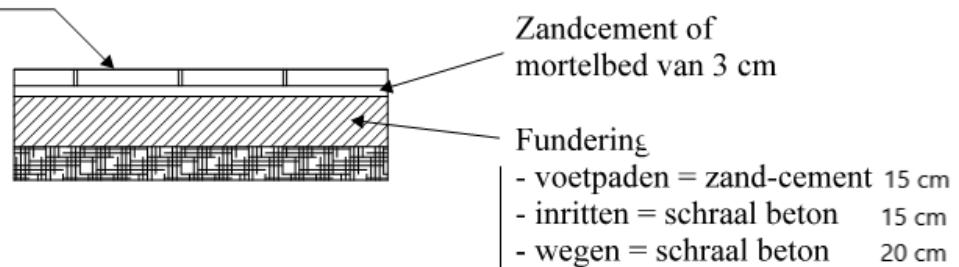 Zandcement of
mortelbed van 3 cm
Fundering
- voetpaden = zand-cement 15 cm
- inritten = schraal beton 15 cm
- wegen = schraal beton 20 cm